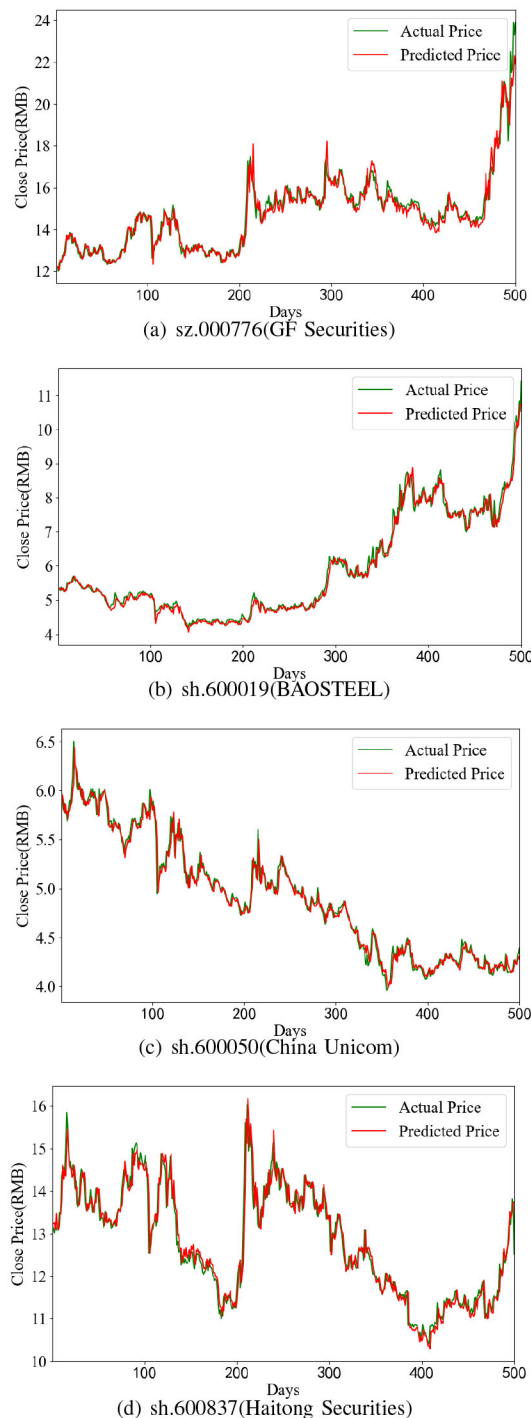 24
Actual Price
Predicted Price
22
20
18
16
14
12
Close Price(RMB)
100
200
300
400
500
Days
(a) sz.000776(GF Securities)
11
Actual Price
Predicted Price
10
9
8
7
6
5
4
Close Price(RMB)
100
200
300
400
500
Days
(b) sh.600019(BAOSTEEL)
6.5
Actual Price
Predicted Price
6.0
5.5
5.0
4.5
4.0
Close Price(RMB)
100
200
300
400
500
Days
(c) sh.600050(China Unicom)
16
Actual Price
Predicted Price
15
14
13
12
11
10
Close Price(RMB)
100
200
300
400
500
Days
(d) sh.600837(Haitong Securities)